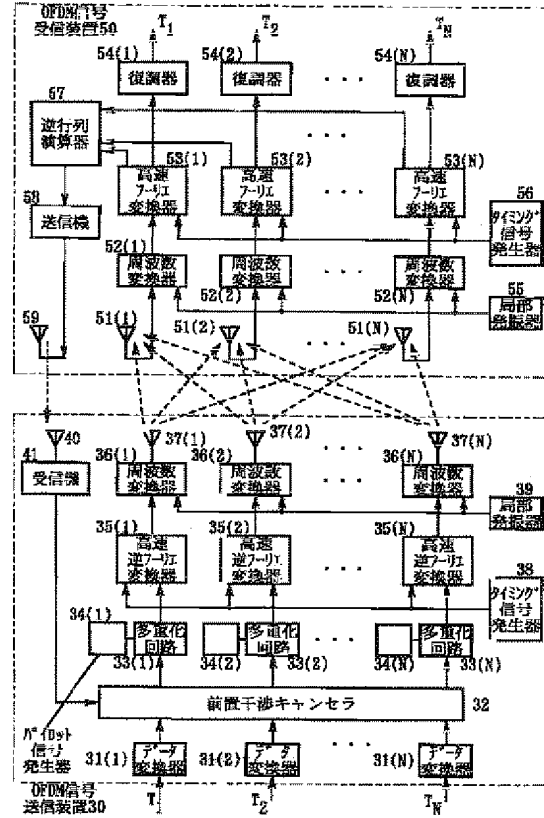 OFDM信号
受信装置50
T1 T2 TN
54(1) 54(2) 54(N)
復調器 復調器 ・・・ 復調器
57
逆行列
演算器
・・・
53(1) 53(2) 53(N)
高速
フーリエ
変換器
高速
フーリエ
変換器
・・・
高速
フーリエ
変換器
58
送信機
56
タイミング
信号
発生器
52(1)
周波数
変換器
周波数
変換器
・・・
周波数
変換器
52(2) 52(N)
55
局部
発振器
59
51(1) 51(2) 51(N)
40 37(1) 37(2) 37(N)
41
受信機
36(1) 36(2) 36(N)
周波数
変換器
周波数
変換器
・・・
周波数
変換器
39
局部
発振器
35(1) 35(2) 35(N)
高速
逆フーリエ
変換器
高速
逆フーリエ
変換器
・・・
高速
逆フーリエ
変換器
38
タイミング
信号
発生器
34(1)
多重化
回路
多重化
回路
・・・
多重化
回路
33(1) 34(2) 33(2) 34(N) 33(N)
前置干渉キャンセラ 32
パイロット
信号
発生器
31(1) データ
変換器
31(2) データ
変換器
・・・
31(N) データ
変換器
OFDM信号
送信装置30
T1 T2 TN